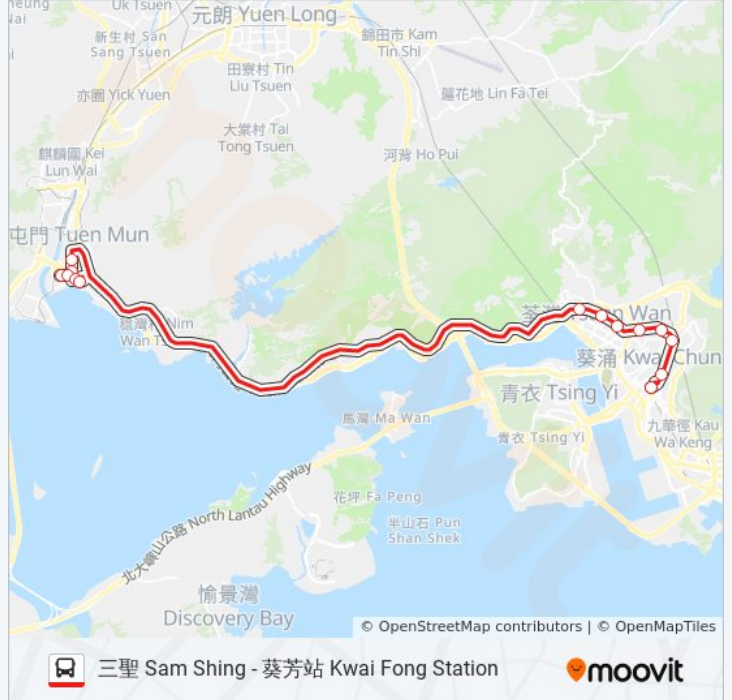 Uk Tsuen
元朗 Yuen Long
錦田市 Kam
Tin Shi
新生村 San
Sang Tsuen
田寮村 Tin
Liu Tsuen
亦園 Yick Yuen
蓮花地 Lin Fa Tei
大棠村 Tai
Tong Tsuen
麒麟圍 Kei
Lun Wai
河背 Ho Pui
屯門 Tuen Mun
Nim
荃灣 Tsuen Wan
葵涌 Kwai Chun
青衣 Tsing Yi
馬灣 Ma Wan
九華徑 Kau
Wa Keng
青衣 Tsing Yi
花坪 Fa Peng
半山石 Pun
Shan Shek
北大嶼山公路 North Lantau Highway
愉景灣
Discovery Bay
© OpenStreetMap contributors | © OpenMapTiles
三聖 Sam Shing - 葵芳站 Kwai Fong Station
moovit